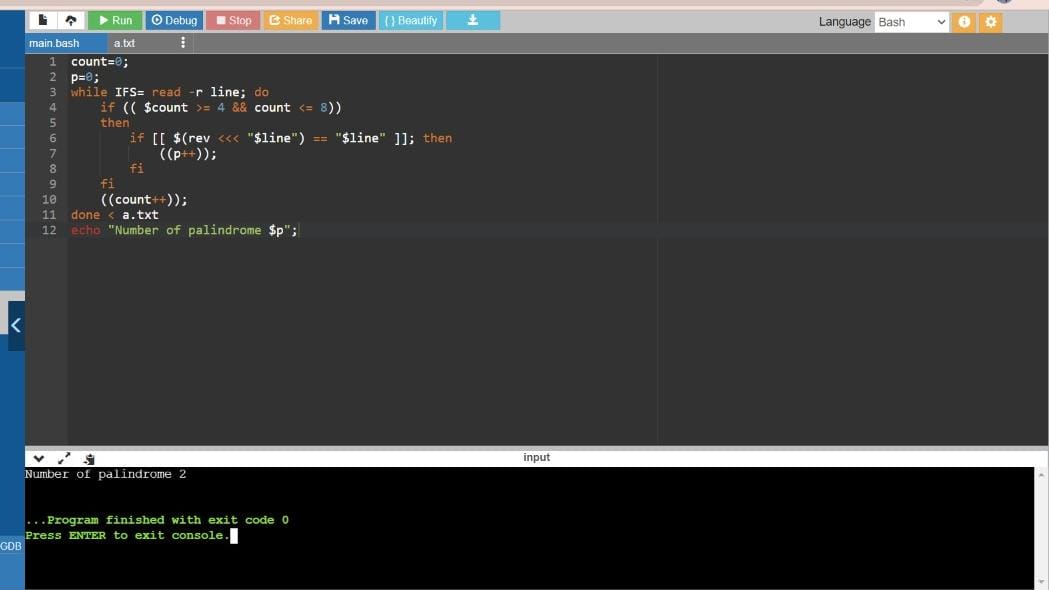 Run Debug Stop Share Save { } Beautify Language Bash
main.bash a.txt
1 count=0;
2 p=0;
3 while IFS= read -r line; do
4 if (( $count >= 4 && count <= 8))
5 then
6 if [[ $(rev <<< "$line") == "$line" ]]; then
7 ((p++));
8 fi
9 fi
10 ((count++));
11 done < a.txt
12 echo "Number of palindrome $p";
input
Number of palindrome 2
...Program finished with exit code 0
GDB Press ENTER to exit console.